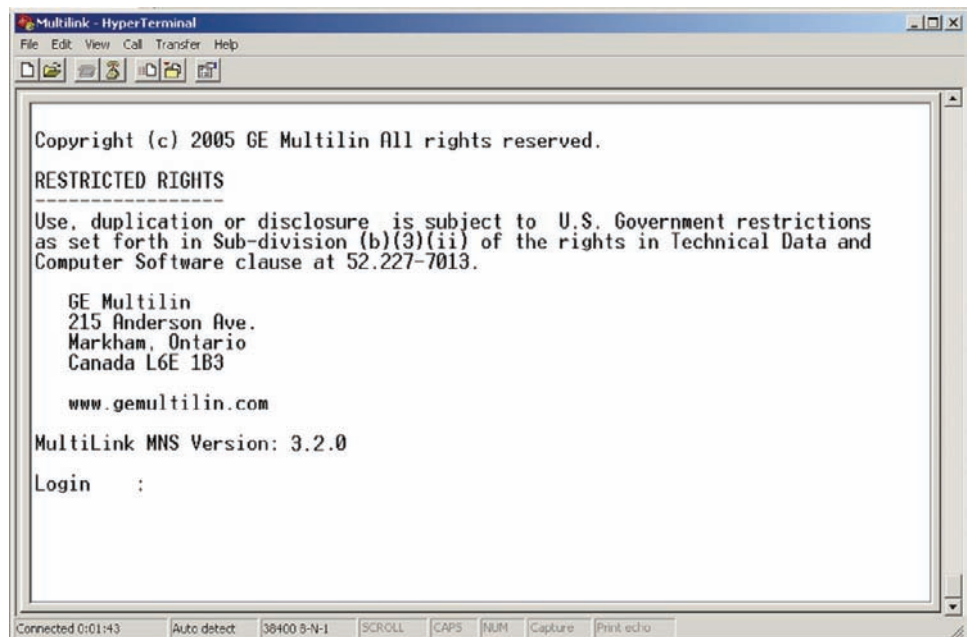 Multilink - HyperTerminal
File Edit View Call Transfer Help
Copyright (c) 2005 GE Multilin All rights reserved.
RESTRICTED RIGHTS
-----------------
Use, duplication or disclosure is subject to U.S. Government restrictions
as set forth in Sub-division (b)(3)(ii) of the rights in Technical Data and
Computer Software clause at 52.227-7013.
GE Multilin
215 Anderson Ave.
Markham, Ontario
Canada L6E 1B3
www.gemultilin.com
MultiLink MNS Version: 3.2.0
Login :
Connected 0:01:43 Auto detect 38400 8-N-1 SCROLL CAPS NUM Capture Print echo